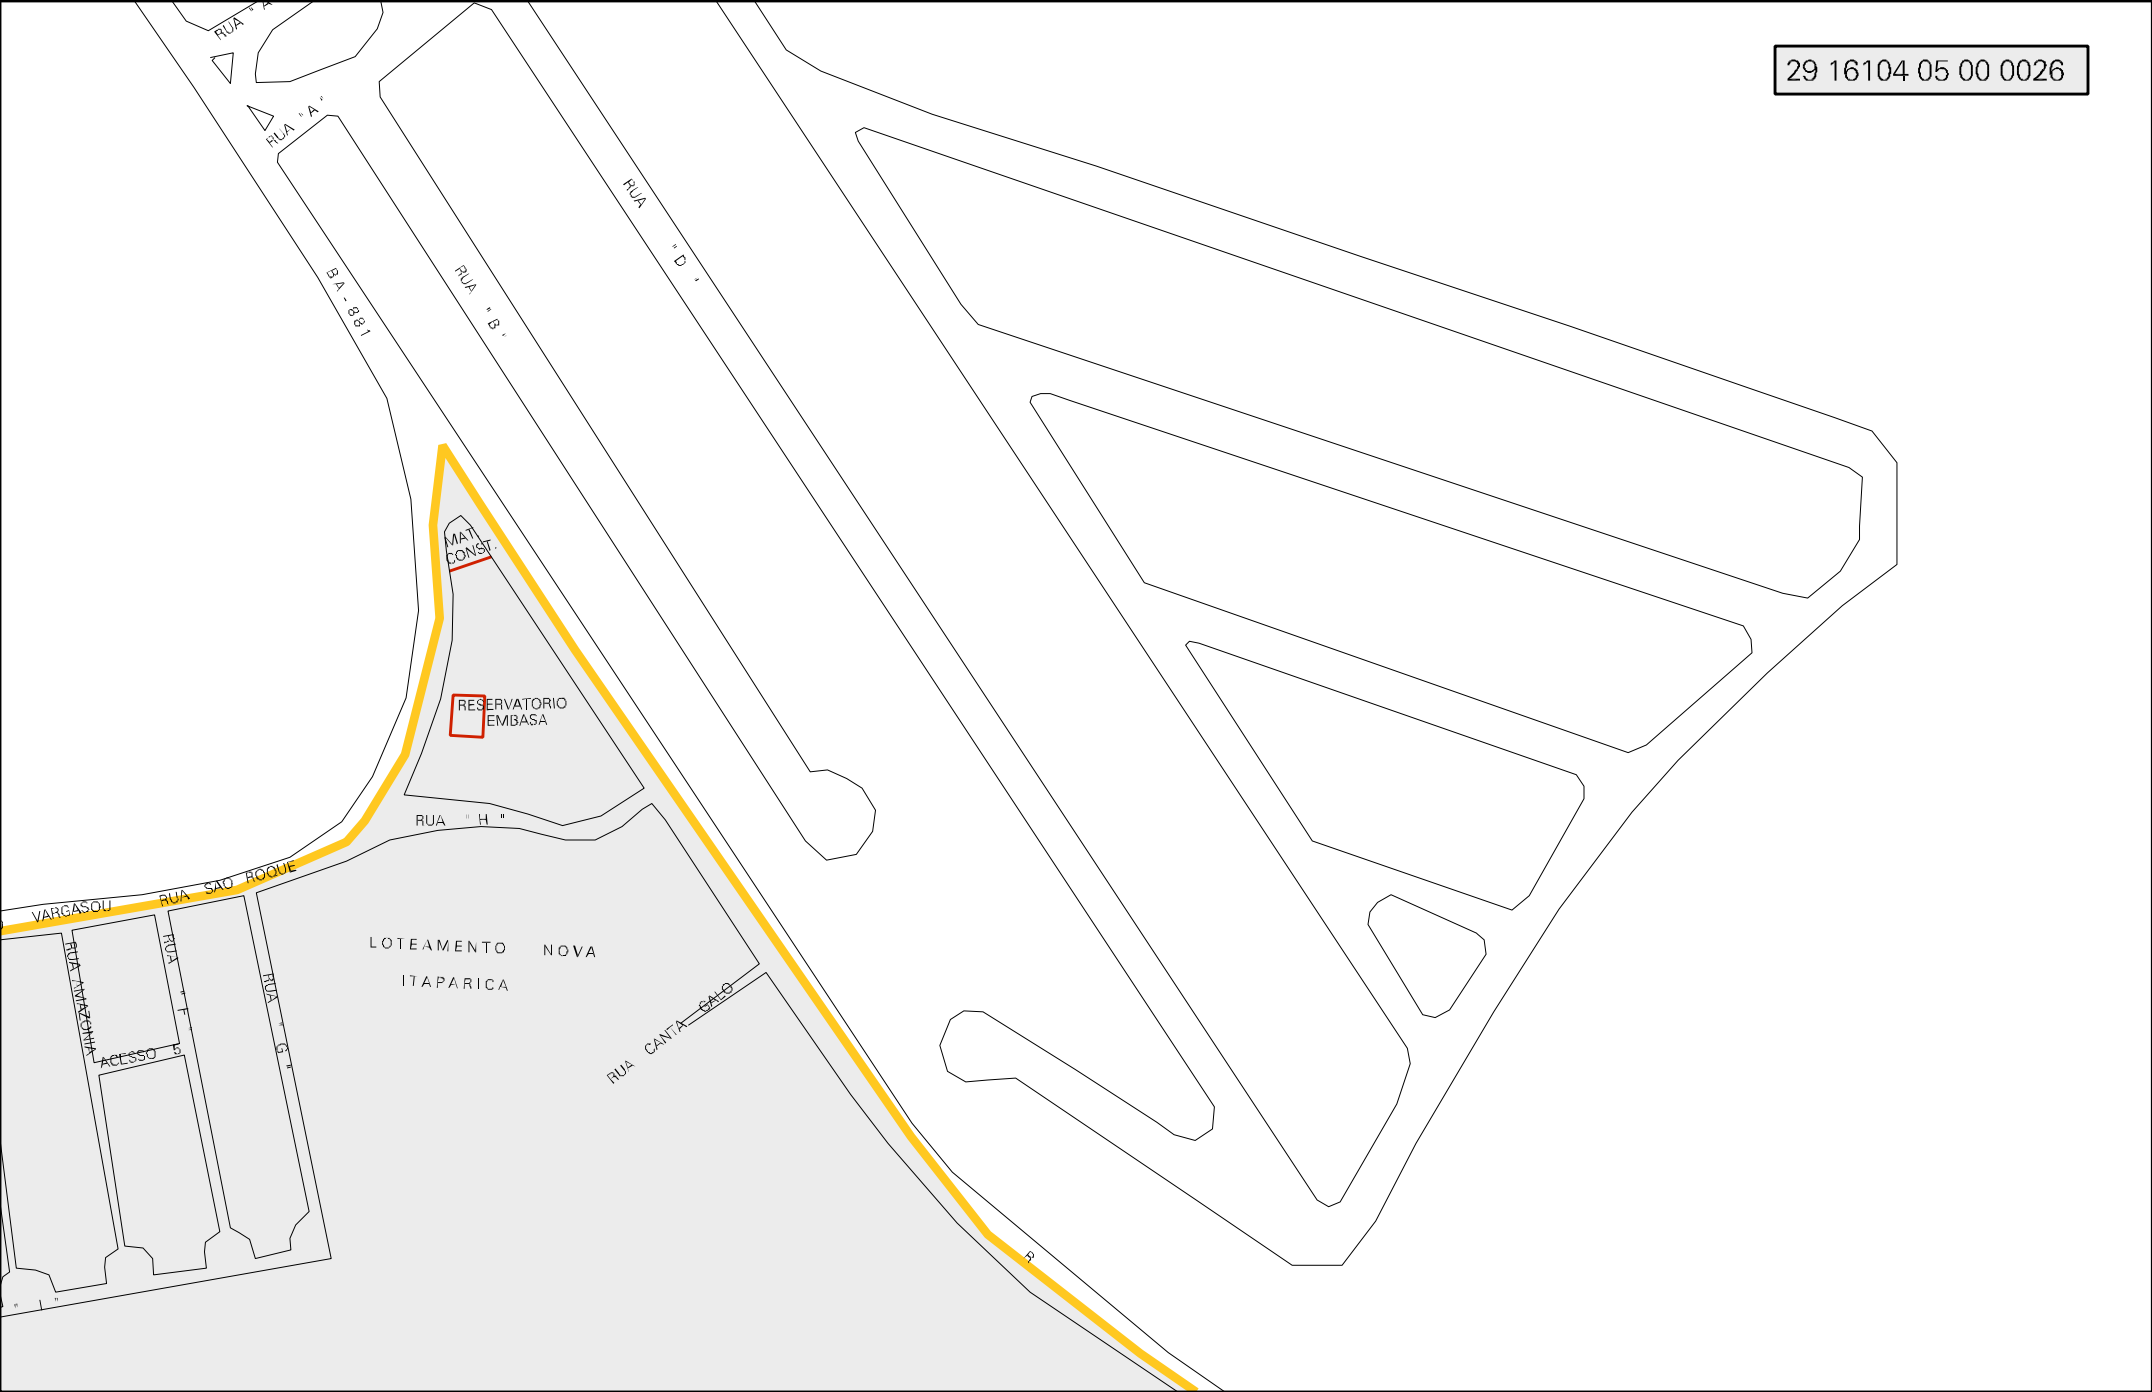 RUA "A
29 16104 05 00 0026
RUA "A"
RUA "D"
BA-881
RUA "B"
MAT.
CONST.
RESERVATORIO
EMBASA
RUA "H"
VARGASOU RUA SAO ROQUE
LOTEAMENTO NOVA
ITAPARICA
RUA AMAZONIA
RUA "F"
RUA "G"
RUA CANTA GALO
ACESSO 5
B
" I "